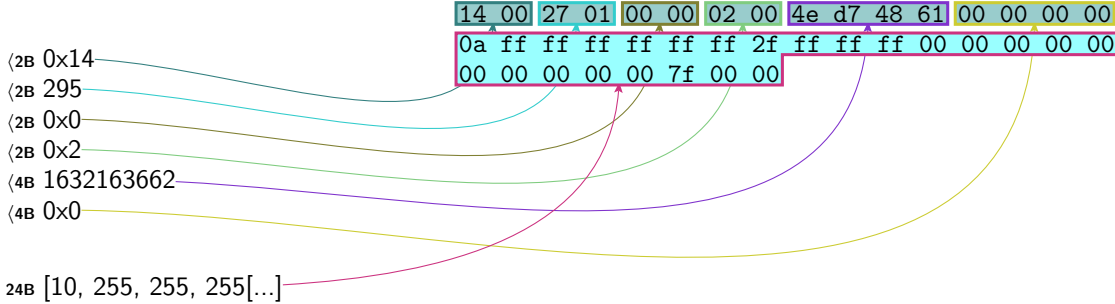 14 00 27 01 00 00 02 00 4e d7 48 61 00 00 00 00
0a ff ff ff ff ff ff 2f ff ff ff 00 00 00 00 00
00 00 00 00 00 7f 00 00
⟨2B 0x14
⟨2B 295
⟨2B 0x0
⟨2B 0x2
⟨4B 1632163662
⟨4B 0x0
24B [10, 255, 255, 255[...]